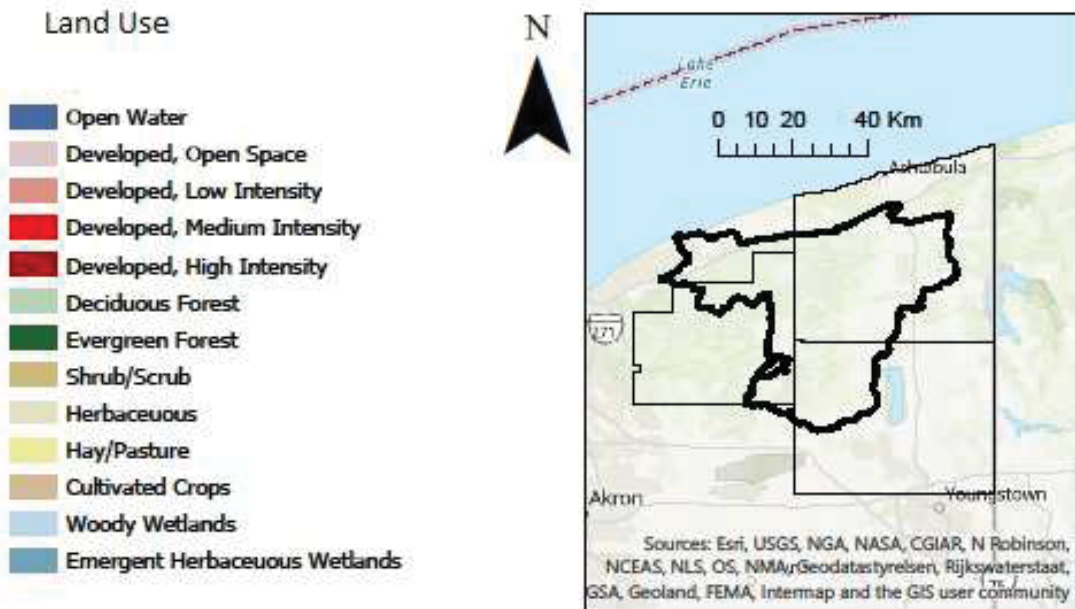 Land Use
Open Water
Developed, Open Space
Developed, Low Intensity
Developed, Medium Intensity
Developed, High Intensity
Deciduous Forest
Evergreen Forest
Shrub/Scrub
Herbaceuous
Hay/Pasture
Cultivated Crops
Woody Wetlands
Emergent Herbaceuous Wetlands
N
Lake
Erie
0 10 20 40 Km
Ashtabula
271
Akron
Youngstown
Sources: Esri, USGS, NGA, NASA, CGIAR, N Robinson,
NCEAS, NLS, OS, NMA, Geodatastyrelsen, Rijkswaterstaat,
GSA, Geoland, FEMA, Intermap and the GIS user community